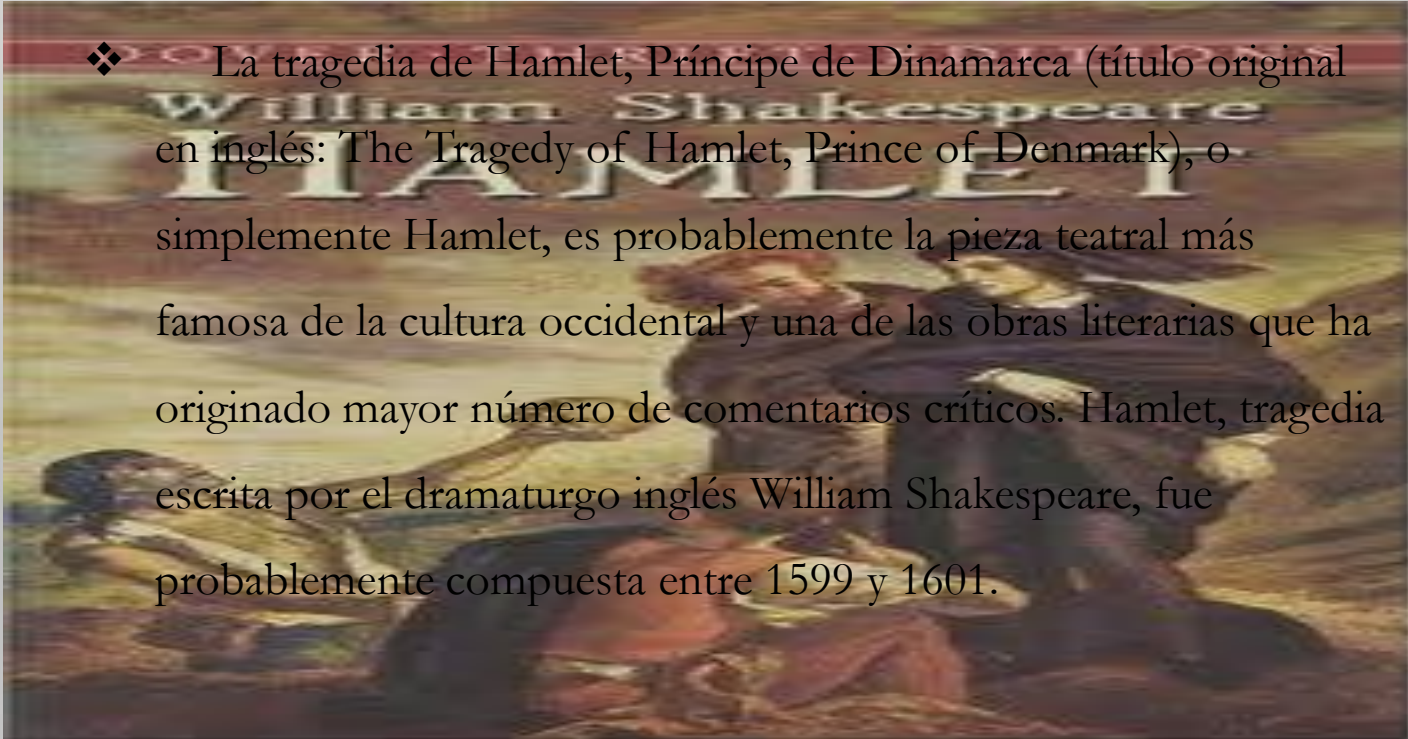 ❖ La tragedia de Hamlet, Príncipe de Dinamarca (título original
en inglés: The Tragedy of Hamlet, Prince of Denmark), o
simplemente Hamlet, es probablemente la pieza teatral más
famosa de la cultura occidental y una de las obras literarias que ha
originado mayor número de comentarios críticos. Hamlet, tragedia
escrita por el dramaturgo inglés William Shakespeare, fue
probablemente compuesta entre 1599 y 1601.
William Shakespeare
HAMLET